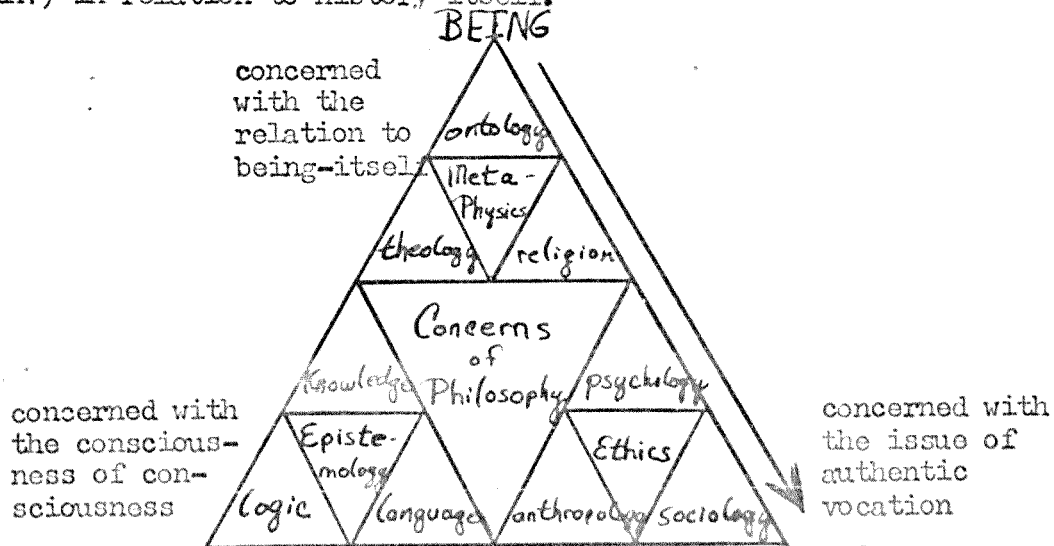 in relation to history itself.
BEING
concerned
with the
relation to
being-itself
ontology
Meta-
Physics
theology
religion
Concerns
of
Philosophy
Knowledge
psychology
concerned with
the conscious-
ness of con-
sciousness
Episte-
mology
Logic
language
Ethics
anthropology
sociology
concerned with
the issue of
authentic
vocation